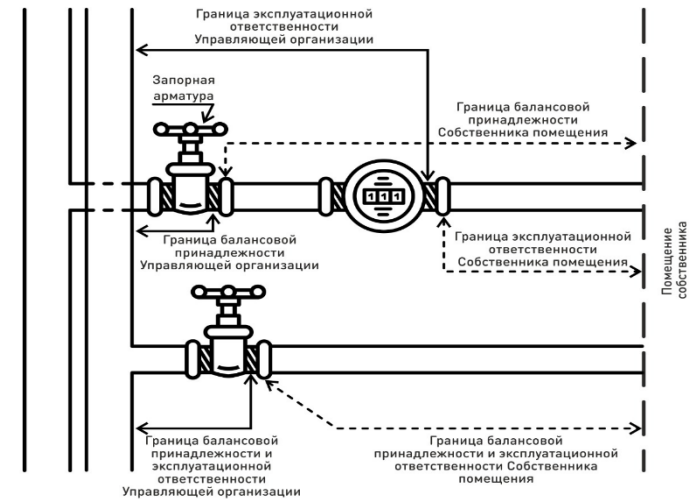 Граница эксплуатационной
ответственности
Управляющей организации
Запорная
арматура
Граница балансовой
принадлежности
Собственника помещения
111
Граница балансовой
принадлежности
Управляющей организации
Граница эксплуатационной
ответственности
Собственника помещения
Помещение
собственника
Граница балансовой
принадлежности и
эксплуатационной
ответственности
Управляющей организации
Граница балансовой
принадлежности и эксплуатационной
ответственности Собственника
помещения